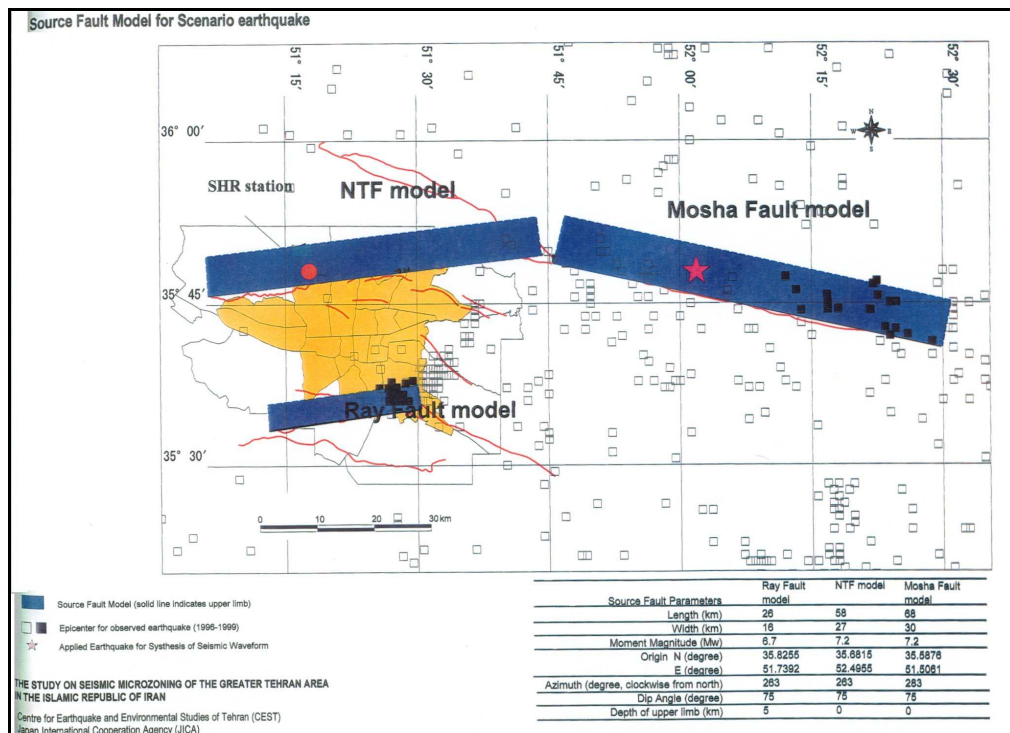 Source Fault Model for Scenario earthquake
51° 15′
51° 30′
51° 45′
52° 00′
52° 15′
52° 30′
36° 00′
N
W E
S
SHR station
NTF model
Mosha Fault model
35° 45′
Ray Fault model
35° 30′
0 10 20 30 km
Source Fault Model (solid line indicates upper limb)
Epicenter for observed earthquake (1996-1999)
Applied Earthquake for Systhesis of Seismic Waveform
THE STUDY ON SEISMIC MICROZONING OF THE GREATER TEHRAN AREA
IN THE ISLAMIC REPUBLIC OF IRAN
Centre for Earthquake and Environmental Studies of Tehran (CEST)
Japan International Cooperation Agency (JICA)
Source Fault Parameters Ray Fault model NTF model Mosha Fault model
Length (km) 26 58 68
Width (km) 16 27 30
Moment Magnitude (Mw) 6.7 7.2 7.2
Origin N (degree) 35.8255 35.6815 35.5876
E (degree) 51.7392 52.4955 51.5061
Azimuth (degree, clockwise from north) 263 263 283
Dip Angle (degree) 75 75 75
Depth of upper limb (km) 5 0 0